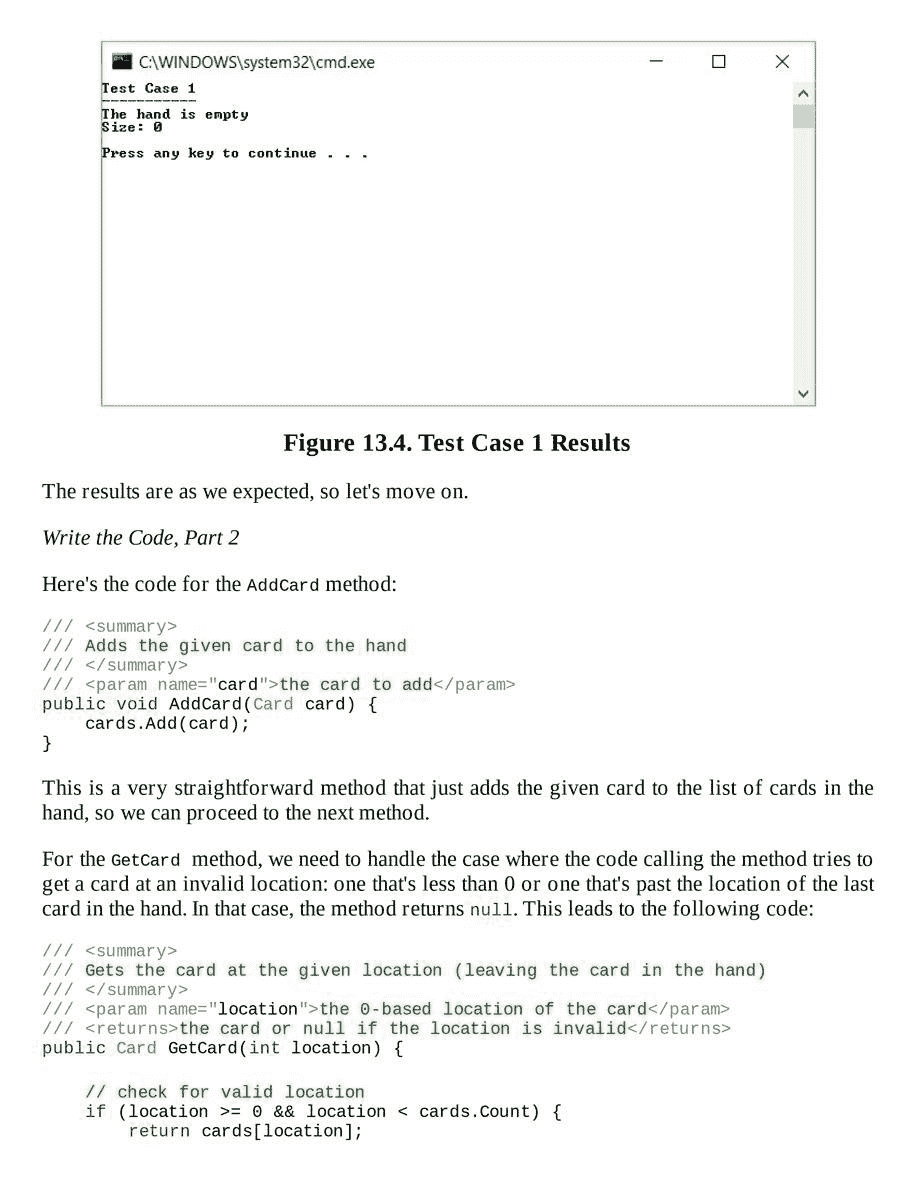 C:\WINDOWS\system32\cmd.exe
Test Case 1
-----------
The hand is empty
Size: 0
Press any key to continue . . .
Figure 13.4. Test Case 1 Results
The results are as we expected, so let's move on.
Write the Code, Part 2
Here's the code for the AddCard method:
/// <summary>
/// Adds the given card to the hand
/// </summary>
/// <param name="card">the card to add</param>
public void AddCard(Card card) {
    cards.Add(card);
}
This is a very straightforward method that just adds the given card to the list of cards in the
hand, so we can proceed to the next method.
For the GetCard method, we need to handle the case where the code calling the method tries to
get a card at an invalid location: one that's less than 0 or one that's past the location of the last
card in the hand. In that case, the method returns null. This leads to the following code:
/// <summary>
/// Gets the card at the given location (leaving the card in the hand)
/// </summary>
/// <param name="location">the 0-based location of the card</param>
/// <returns>the card or null if the location is invalid</returns>
public Card GetCard(int location) {
    // check for valid location
    if (location >= 0 && location < cards.Count) {
        return cards[location];